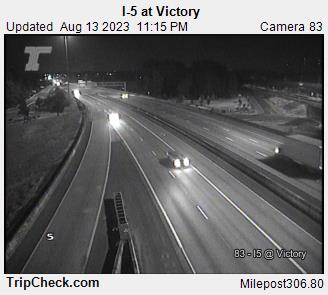 I-5 at Victory
Updated Aug 13 2023 11:15 PM Camera 83
T
S
83 - I5 @ Victory
TripCheck.com Milepost306.80